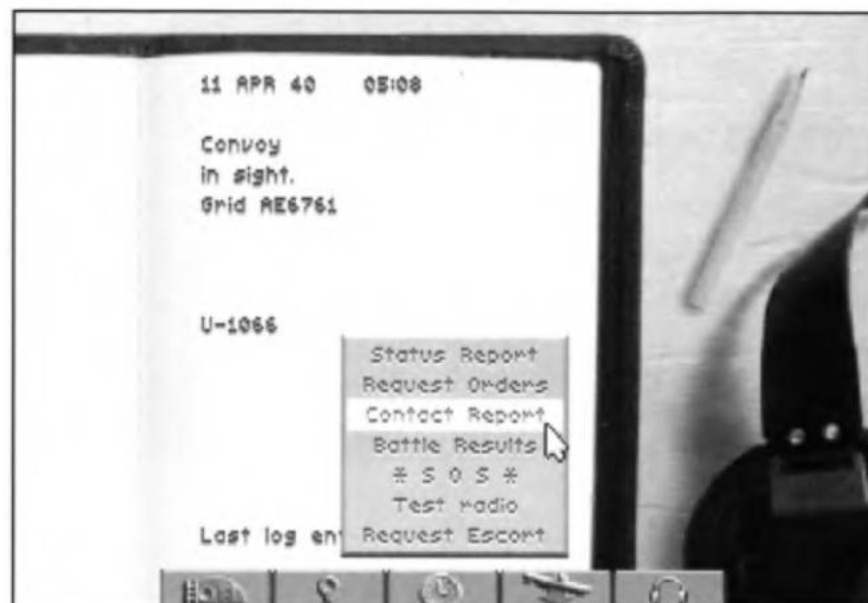 11 APR 40 05:08
Convoy
in sight.
Grid AE6761
U-1066
Status Report
Request Orders
Contact Report
Battle Results
* S O S *
Test radio
Last log en
Request Escort